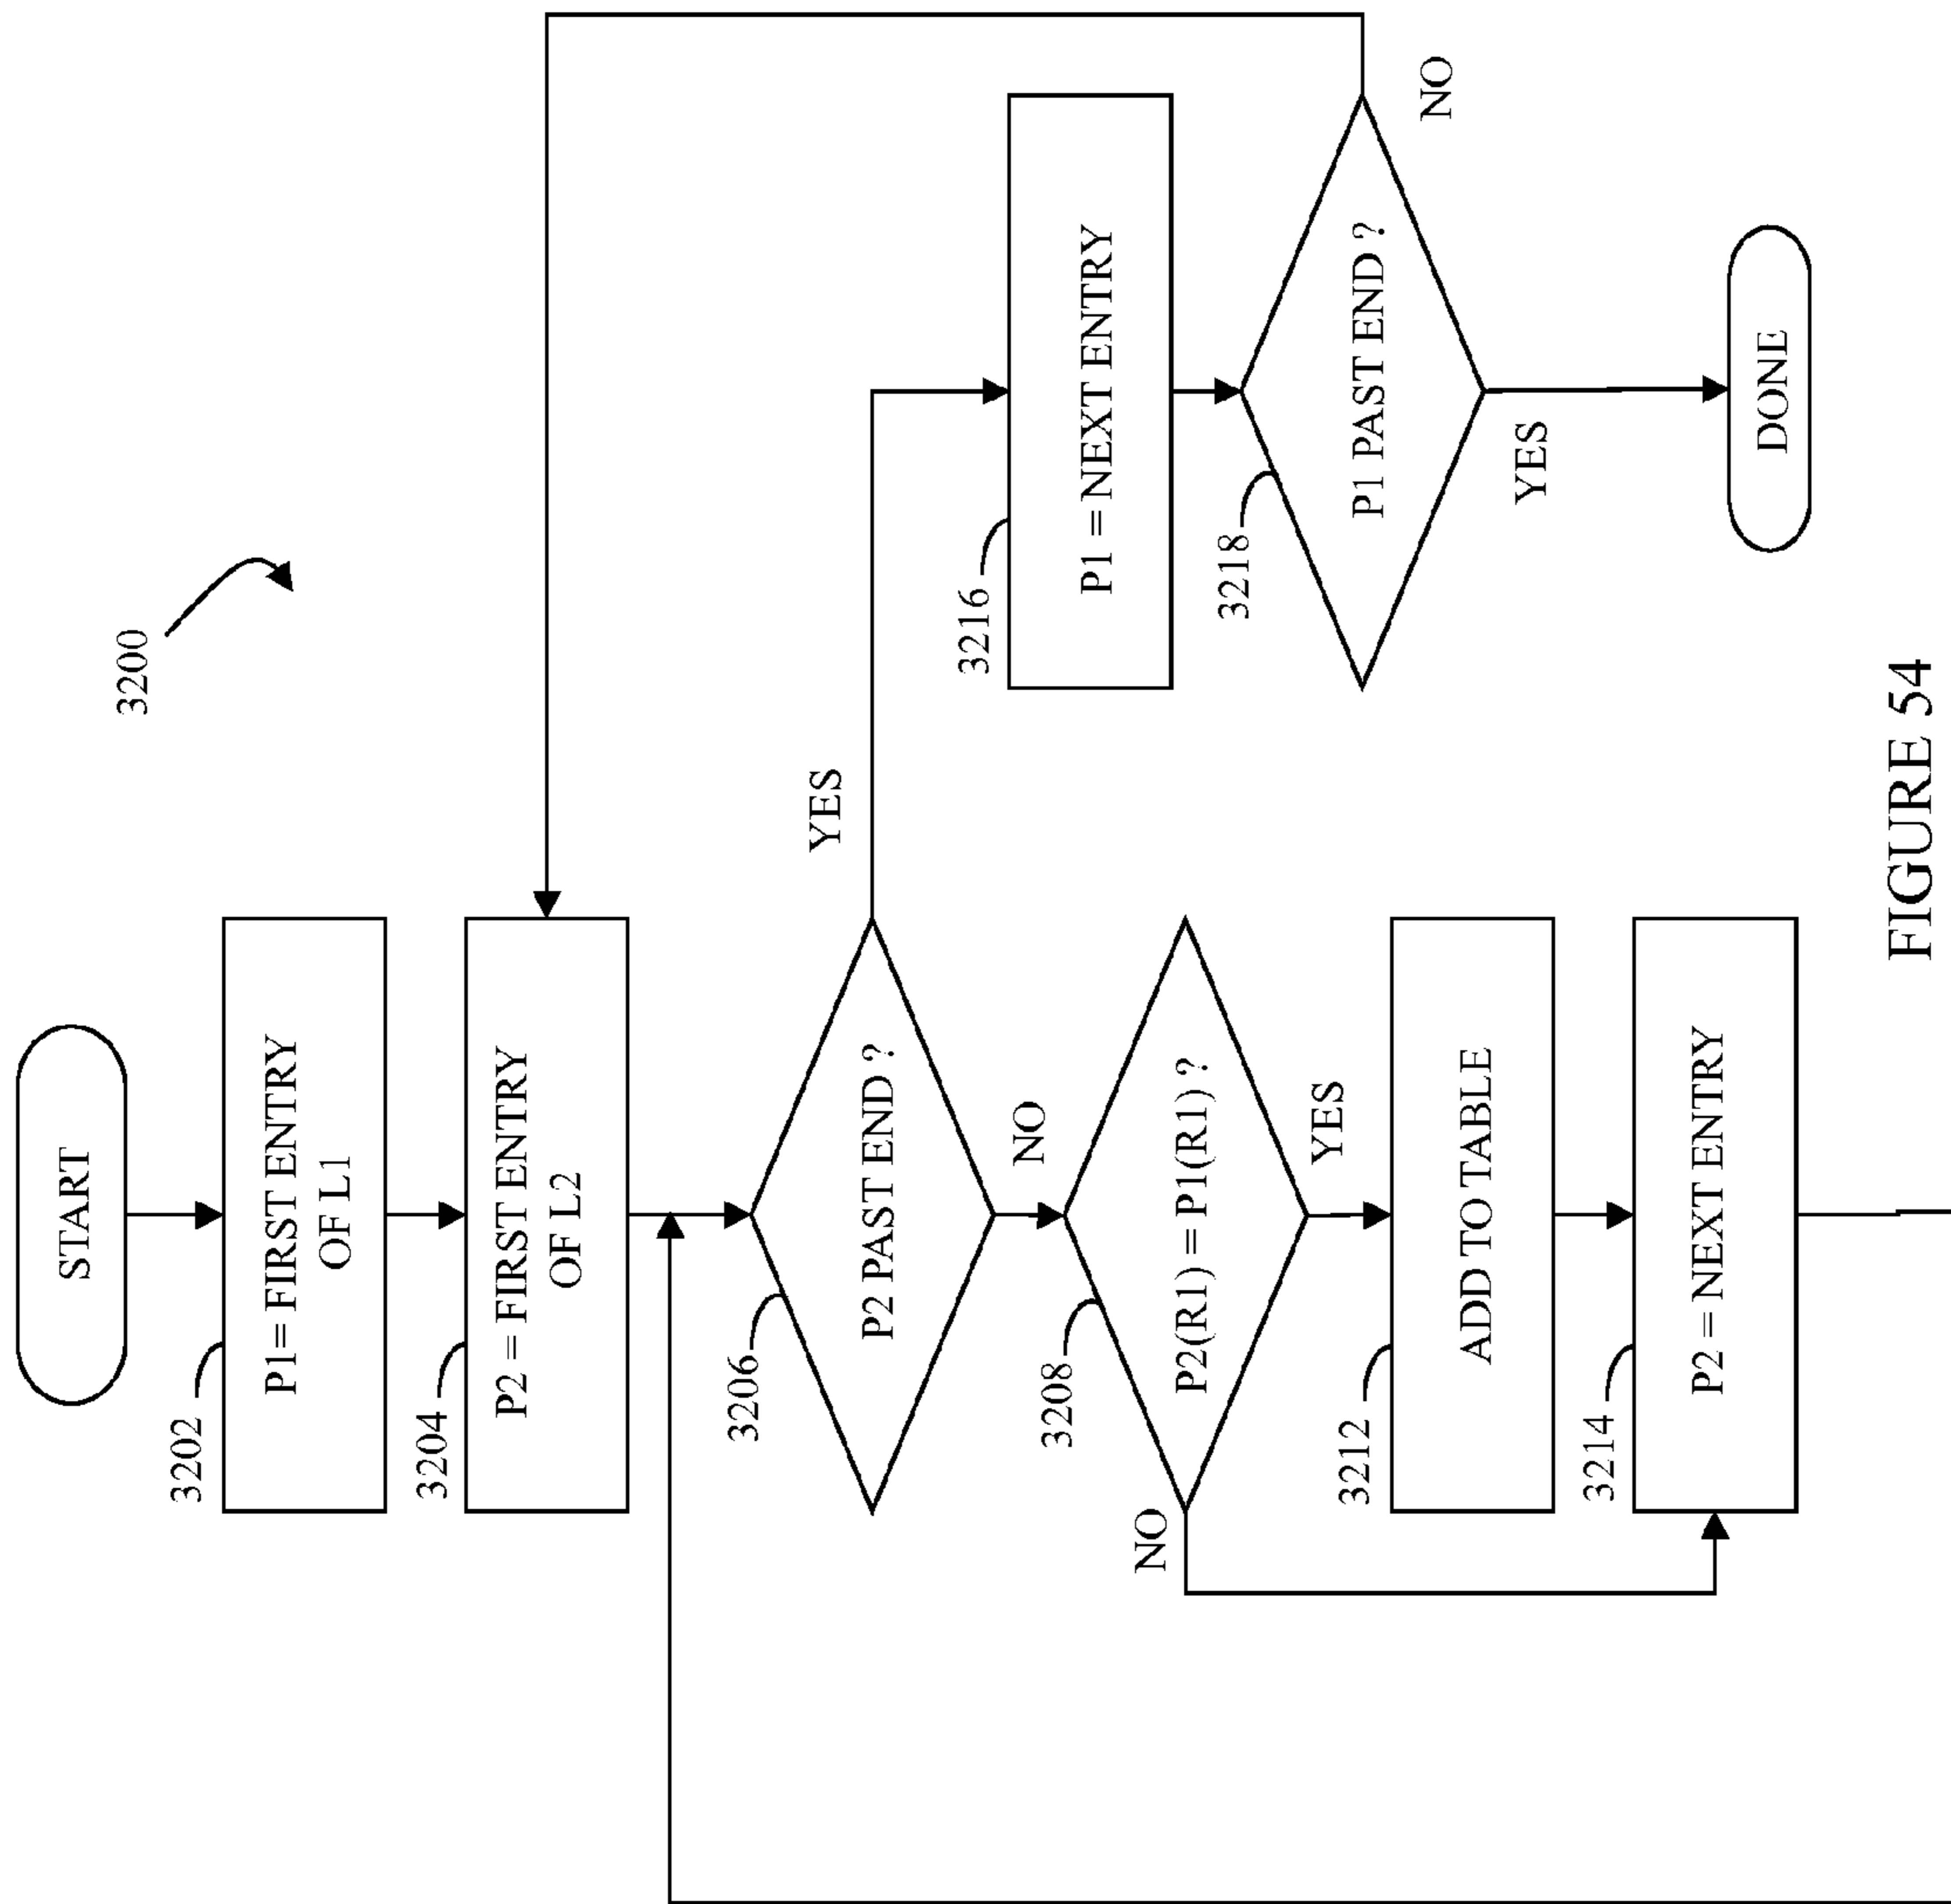 3200
START
3202
P1= FIRST ENTRY
OF L1
3204
P2 = FIRST ENTRY
OF L2
3206
P2 PAST END ?
YES
NO
3208
P2(R1) = P1(R1) ?
NO
YES
3212
ADD TO TABLE
3214
P2 = NEXT ENTRY
3216
P1 = NEXT ENTRY
3218
P1 PAST END ?
NO
YES
DONE
FIGURE 54